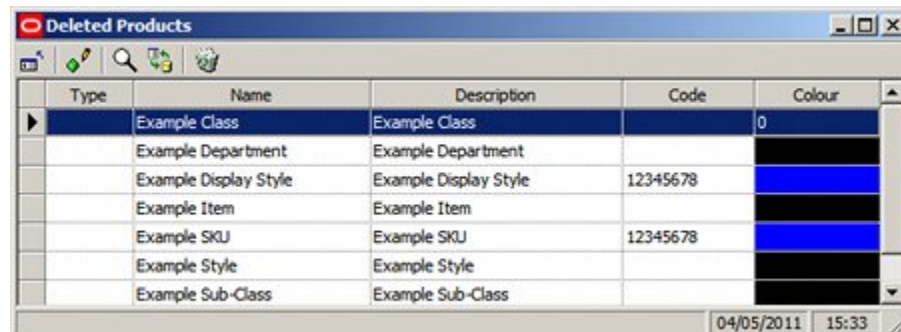 Deleted Products
Type Name Description Code Colour
Example Class Example Class 0
Example Department Example Department
Example Display Style Example Display Style 12345678
Example Item Example Item
Example SKU Example SKU 12345678
Example Style Example Style
Example Sub-Class Example Sub-Class
04/05/2011 15:33